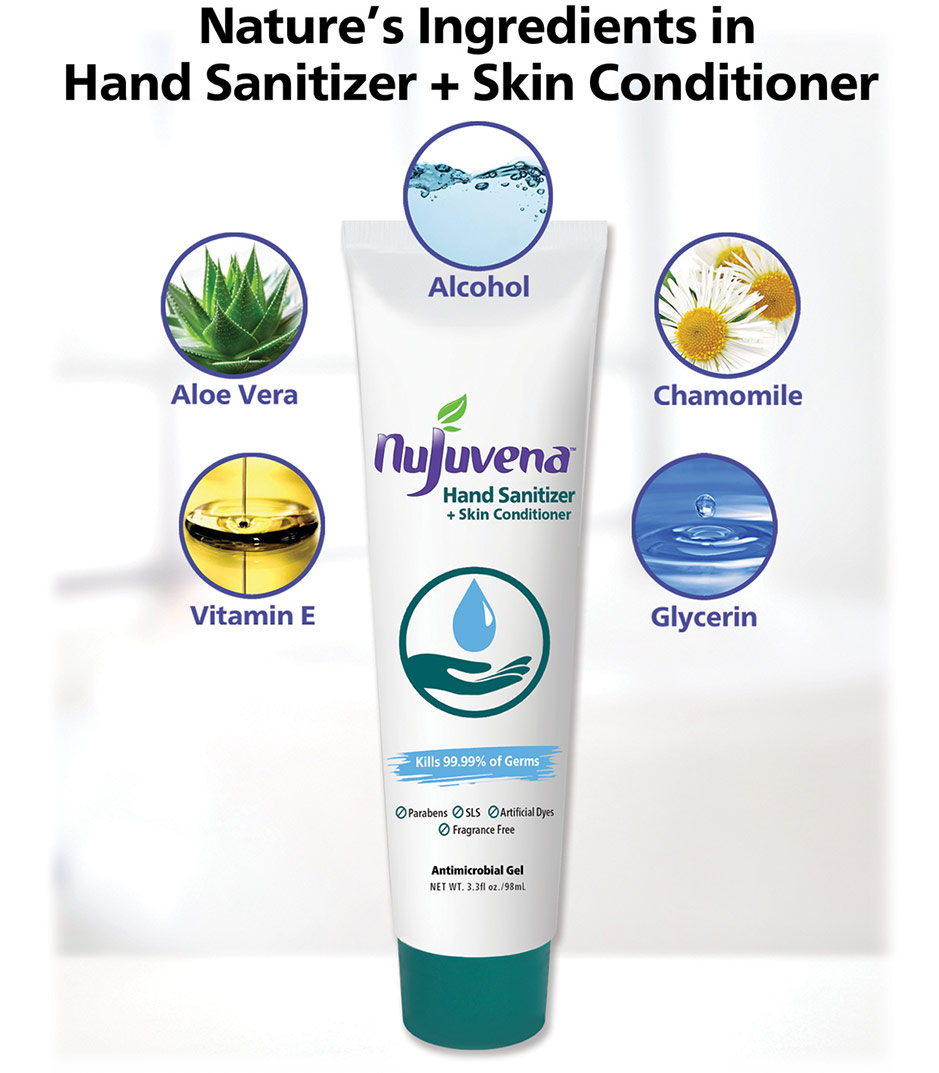 Nature’s Ingredients in
Hand Sanitizer + Skin Conditioner
Alcohol
Aloe Vera
Chamomile
Vitamin E
Glycerin
nuJuvena™
Hand Sanitizer
+ Skin Conditioner
Kills 99.99% of Germs
Parabens SLS Artificial Dyes
Fragrance Free
Antimicrobial Gel
NET WT. 3.3fl oz./98mL